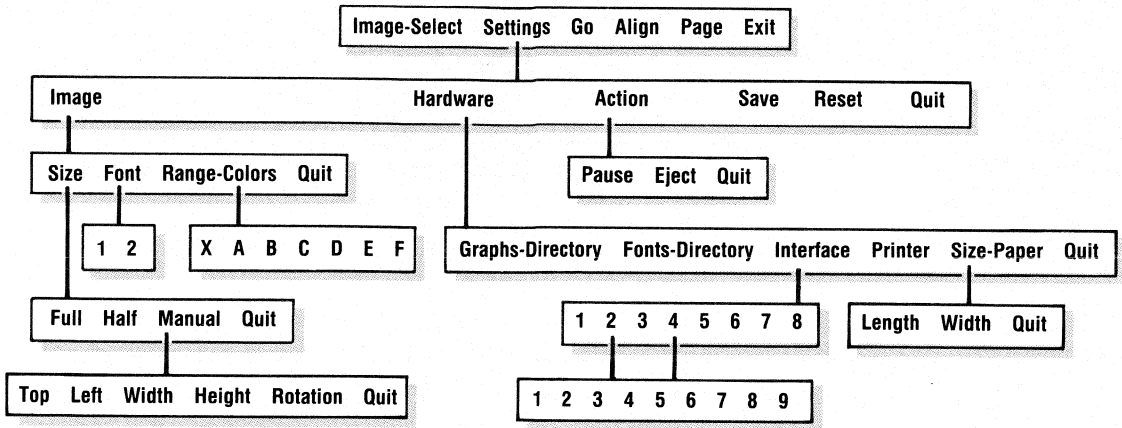 Image-Select Settings Go Align Page Exit
Image Hardware Action Save Reset Quit
Size Font Range-Colors Quit
Pause Eject Quit
1 2
X A B C D E F
Graphs-Directory Fonts-Directory Interface Printer Size-Paper Quit
Full Half Manual Quit
1 2 3 4 5 6 7 8
Length Width Quit
Top Left Width Height Rotation Quit
1 2 3 4 5 6 7 8 9